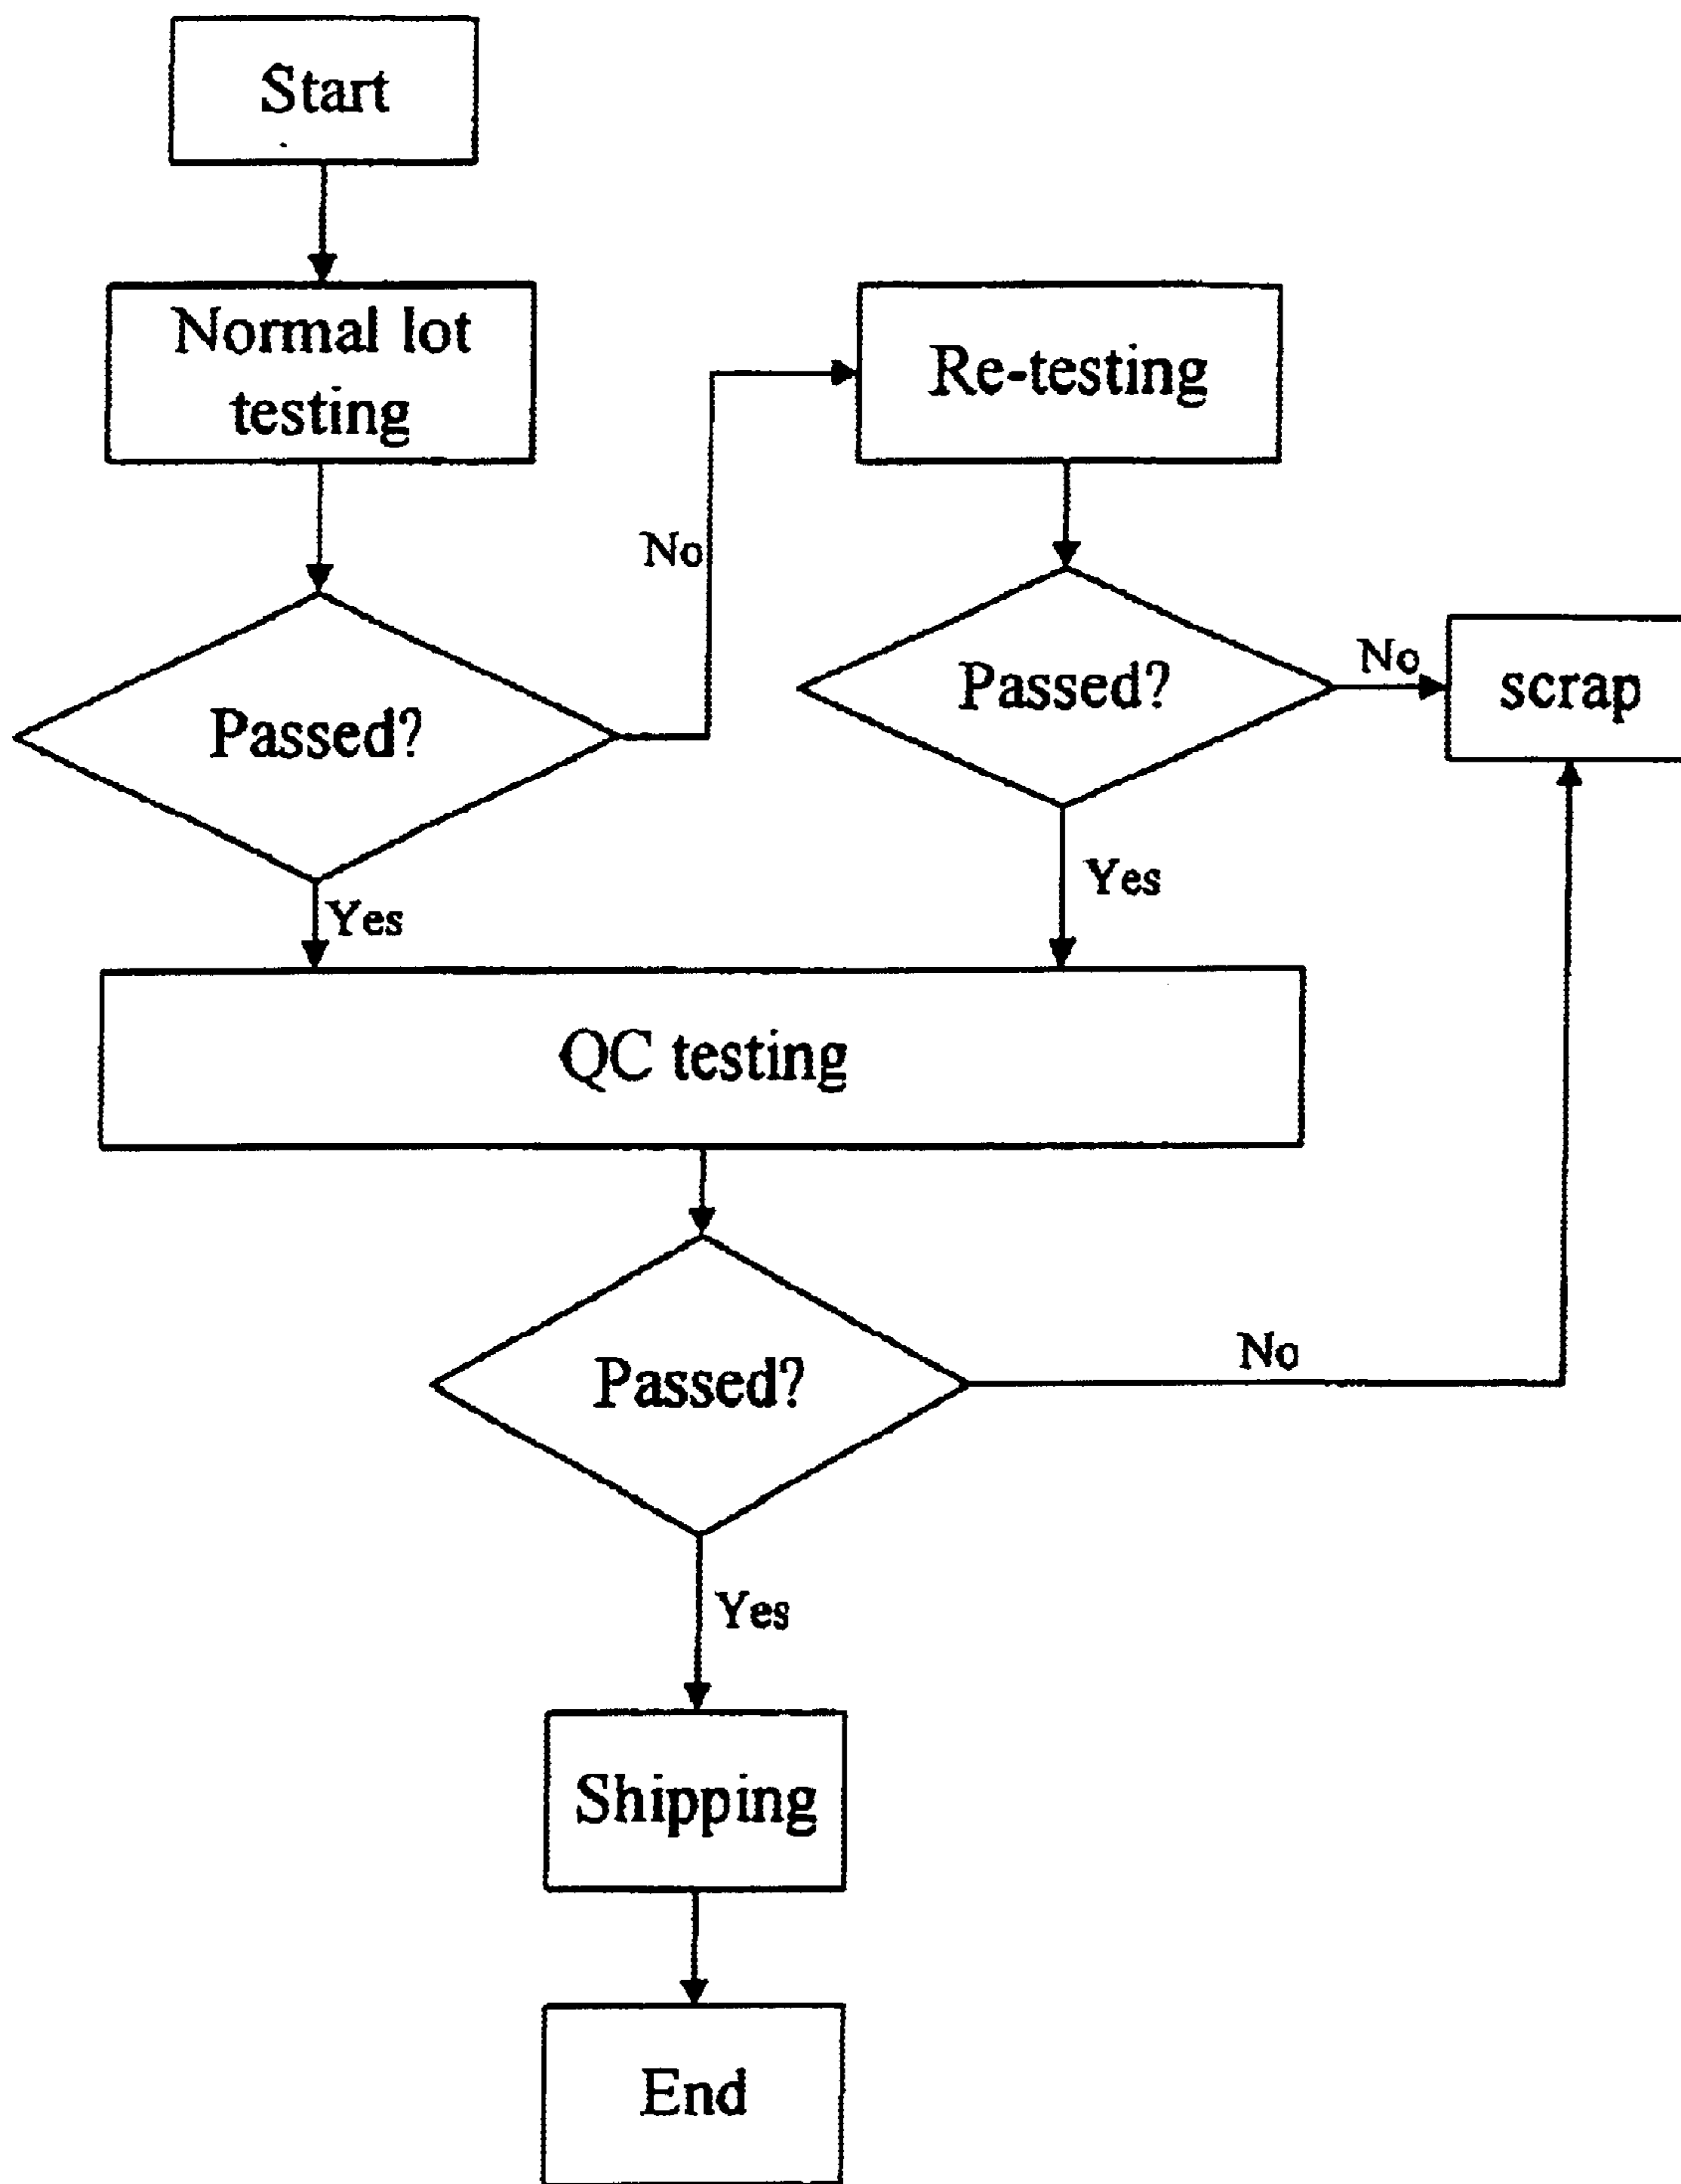 Start
Normal lot
testing
Re-testing
No
Passed?
Passed?
No
scrap
Yes
Yes
QC testing
Passed?
No
Yes
Shipping
End